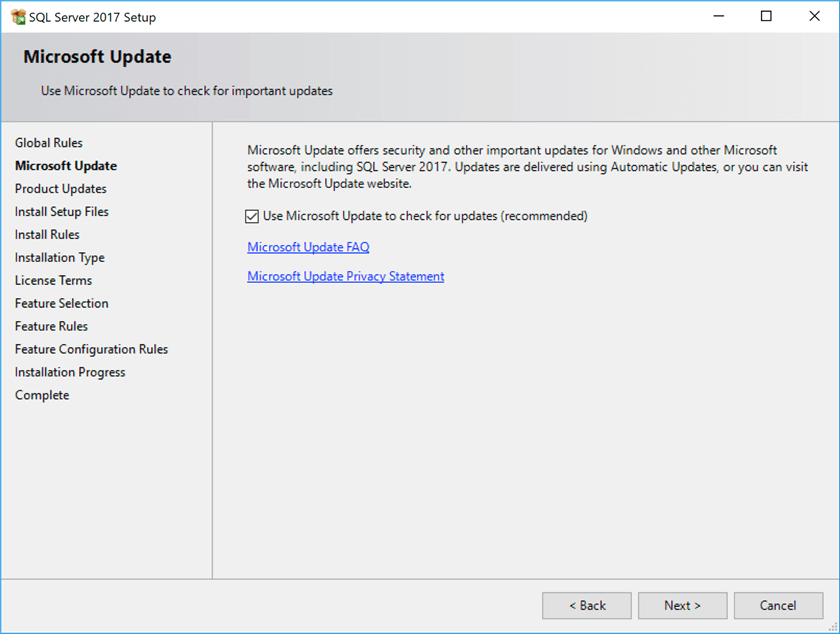 SQL Server 2017 Setup
Microsoft Update
Use Microsoft Update to check for important updates
Global Rules
Microsoft Update
Product Updates
Install Setup Files
Install Rules
Installation Type
License Terms
Feature Selection
Feature Rules
Feature Configuration Rules
Installation Progress
Complete
Microsoft Update offers security and other important updates for Windows and other Microsoft
software, including SQL Server 2017. Updates are delivered using Automatic Updates, or you can visit
the Microsoft Update website.
Use Microsoft Update to check for updates (recommended)
Microsoft Update FAQ
Microsoft Update Privacy Statement
< Back
Next >
Cancel